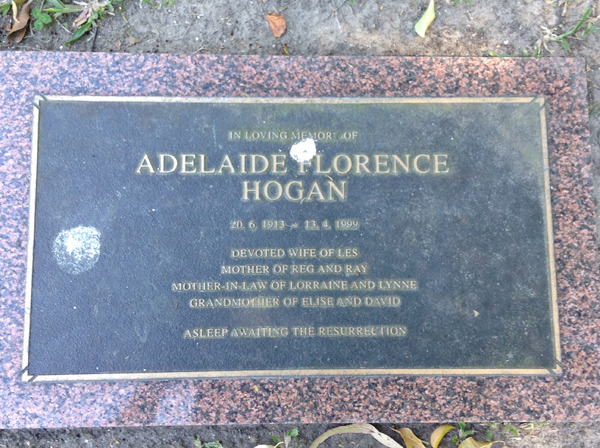 IN LOVING MEMORY OF
ADELAIDE FLORENCE
HOGAN
20. 6. 1913 – 13. 4. 1999
DEVOTED WIFE OF LES
MOTHER OF REG AND RAY
MOTHER-IN-LAW OF LORRAINE AND LYNNE
GRANDMOTHER OF ELISE AND DAVID
ASLEEP AWAITING THE RESURRECTION